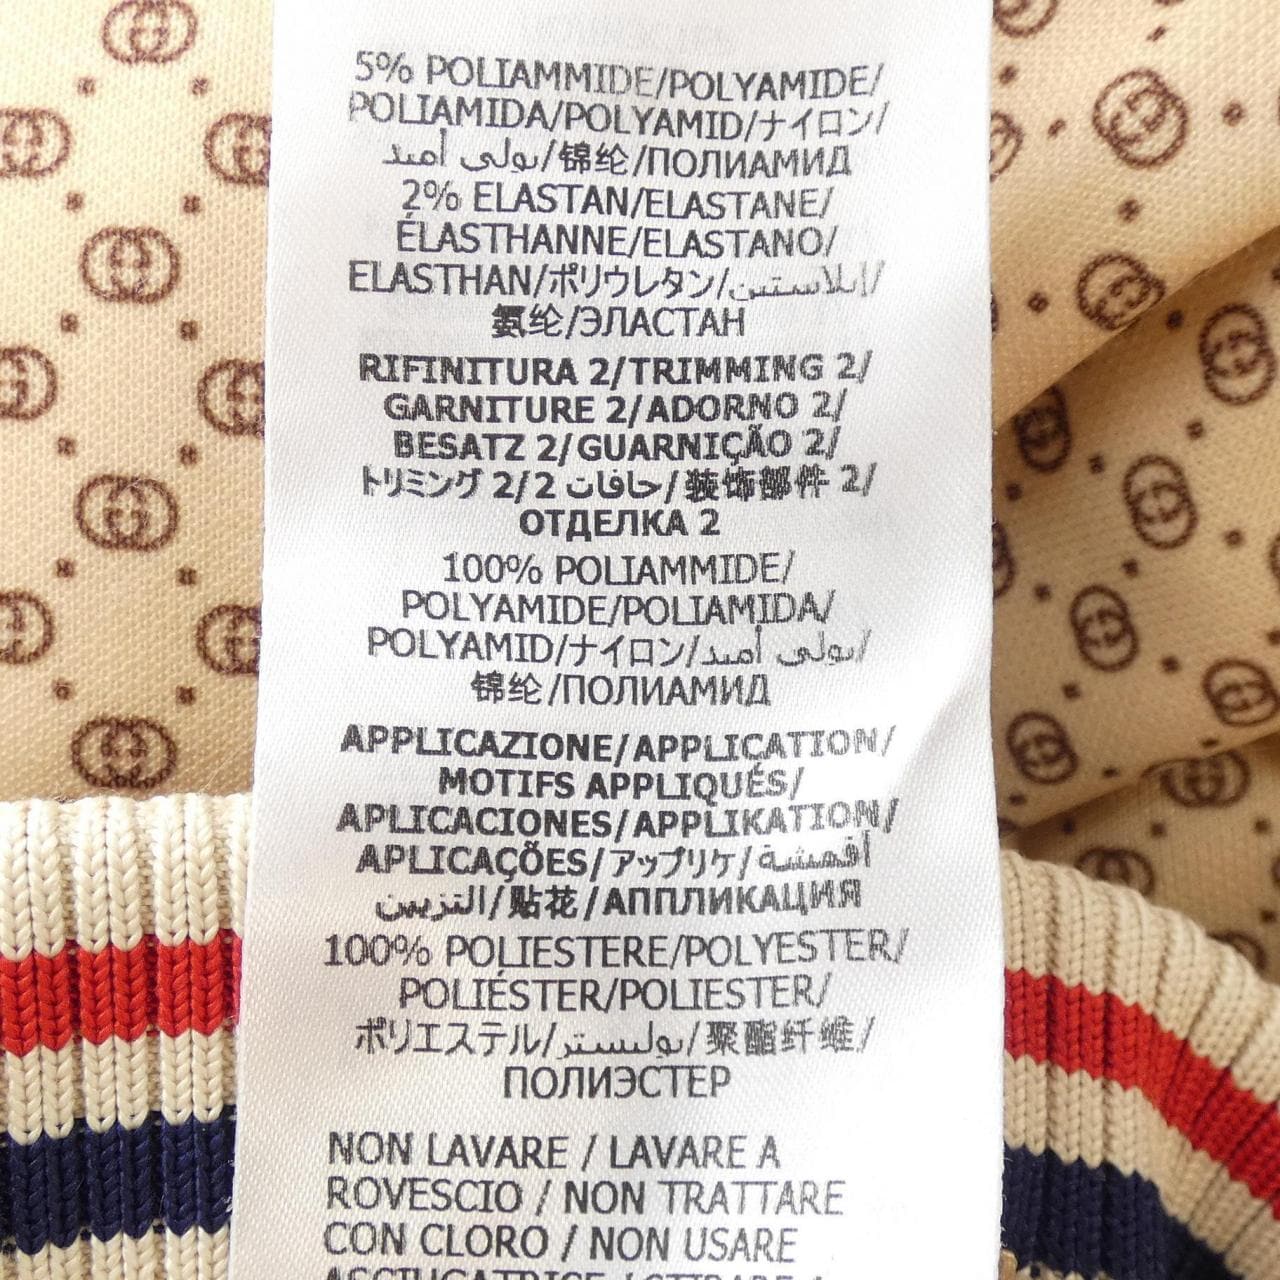 5% POLIAMMIDE/POLYAMIDE/
POLIAMIDA/POLYAMID/ナイロン/
بولي أميد/锦纶/ПОЛИАМИД
2% ELASTAN/ELASTANE/
ÉLASTHANNE/ELASTANO/
ELASTHAN/ポリウレタン/إيلاستين/
氨纶/ЭЛАСТАН
RIFINITURA 2/TRIMMING 2/
GARNITURE 2/ADORNO 2/
BESATZ 2/GUARNIÇÃO 2/
トリミング 2/2 حافات/装饰部件 2/
ОТДЕЛКА 2
100% POLIAMMIDE/
POLYAMIDE/POLIAMIDA/
POLYAMID/ナイロン/بولي أميد/
锦纶/ПОЛИАМИД
APPLICAZIONE/APPLICATION/
MOTIFS APPLIQUÉS/
APLICACIONES/APPLIKATION/
APLICAÇÕES/アップリケ/أقمشة
التزيين/贴花/АППЛИКАЦИЯ
100% POLIESTERE/POLYESTER/
POLIÉSTER/POLIESTER/
ポリエステル/بوليستر/聚酯纤维/
ПОЛИЭСТЕР
NON LAVARE / LAVARE A
ROVESCIO / NON TRATTARE
CON CLORO / NON USARE